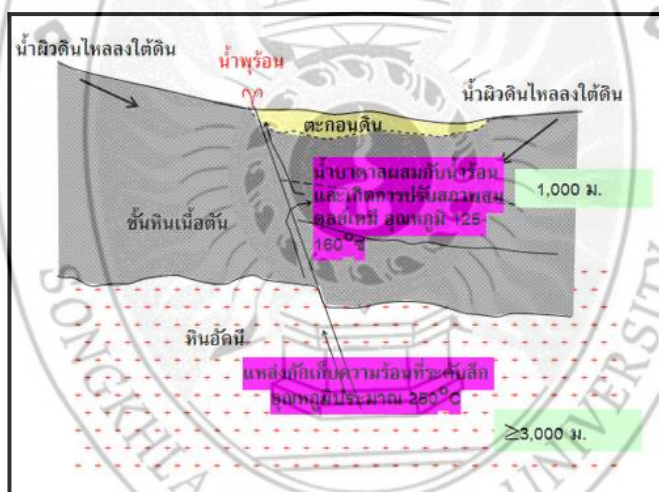 น้ำผิวดินไหลลงใต้ดิน
น้ำพุร้อน
น้ำผิวดินไหลลงใต้ดิน
ตะกอนดิน
น้ำบาดาลผสมกับน้ำร้อน
และเกิดการปรับสภาพสม
ดุลย์เคมี อุณหภูมิ 125-
160°ซ
1,000 ม.
ชั้นหินเนื้อตัน
หินอัคนี
แหล่งกักเก็บความร้อนที่ระดับลึก
อุณหภูมิประมาณ 250°C
≥3,000 ม.
SONGKHLA
UNIVERSITY